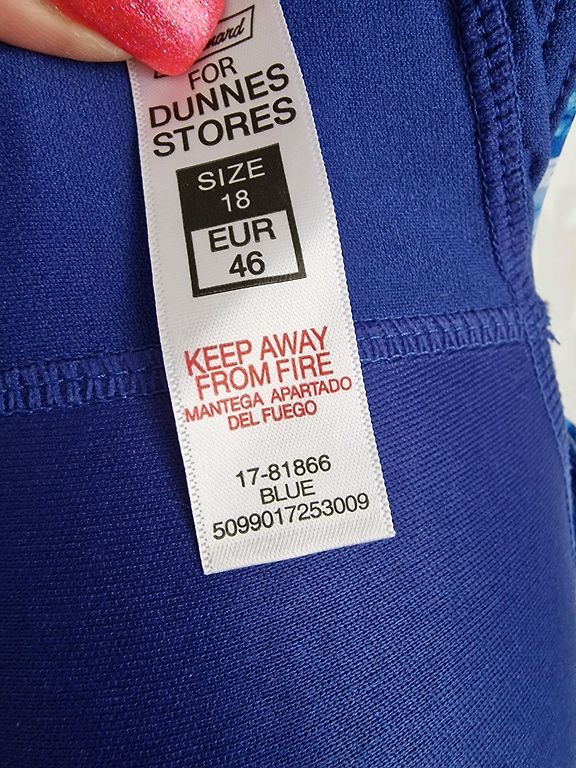 FOR
DUNNES
STORES
SIZE
18
EUR
46
KEEP AWAY
FROM FIRE
MANTEGA APARTADO
DEL FUEGO
17-81866
BLUE
5099017253009